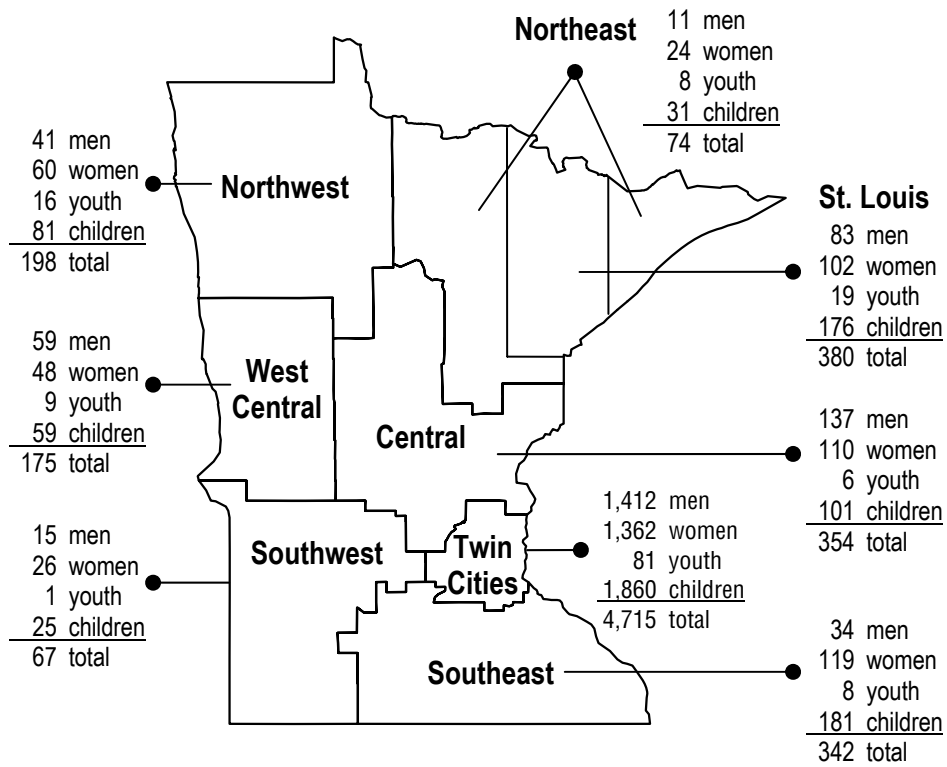 Northeast
11 men
24 women
8 youth
31 children
74 total
41 men
60 women
16 youth
81 children
198 total
Northwest
St. Louis
83 men
102 women
19 youth
176 children
380 total
59 men
48 women
9 youth
59 children
175 total
West
Central
Central
137 men
110 women
6 youth
101 children
354 total
15 men
26 women
1 youth
25 children
67 total
Southwest
Twin
Cities
1,412 men
1,362 women
81 youth
1,860 children
4,715 total
Southeast
34 men
119 women
8 youth
181 children
342 total